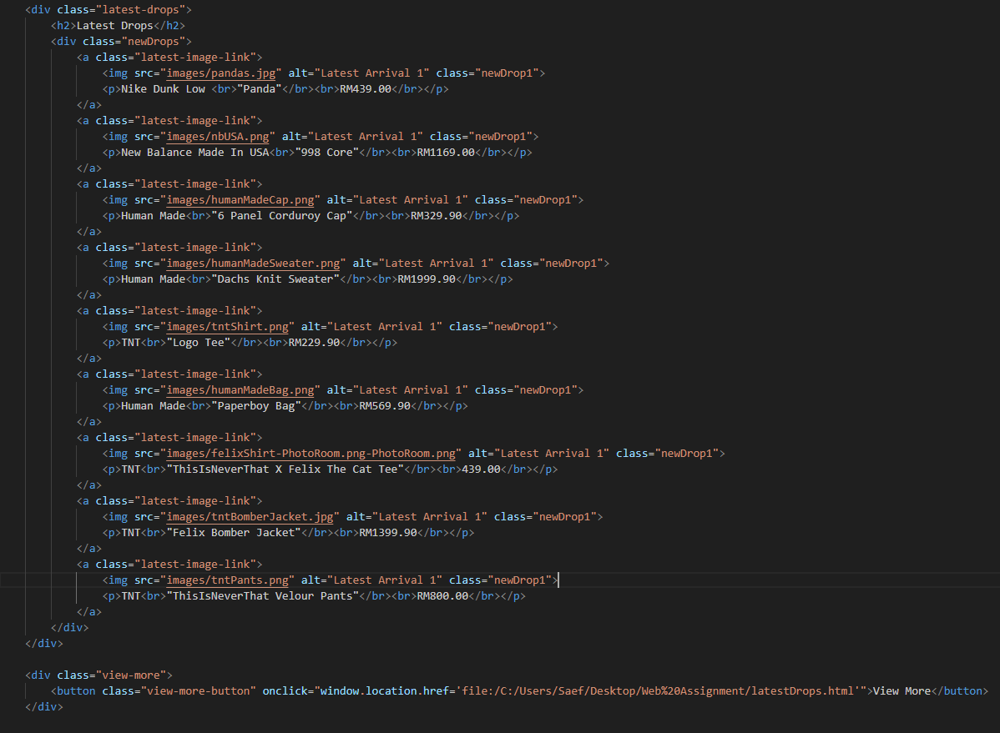 <div class="latest-drops">
    <h2>Latest Drops</h2>
    <div class="newDrops">
        <a class="latest-image-link">
            <img src="images/pandas.jpg" alt="Latest Arrival 1" class="newDrop1">
            <p>Nike Dunk Low <br>"Panda"</br><br>RM439.00</br></p>
        </a>
        <a class="latest-image-link">
            <img src="images/nbUSA.png" alt="Latest Arrival 1" class="newDrop1">
            <p>New Balance Made In USA<br>"998 Core"</br><br>RM1169.00</br></p>
        </a>
        <a class="latest-image-link">
            <img src="images/humanMadeCap.png" alt="Latest Arrival 1" class="newDrop1">
            <p>Human Made<br>"6 Panel Corduroy Cap"</br><br>RM329.90</br></p>
        </a>
        <a class="latest-image-link">
            <img src="images/humanMadeSweater.png" alt="Latest Arrival 1" class="newDrop1">
            <p>Human Made<br>"Dachs Knit Sweater"</br><br>RM1999.90</br></p>
        </a>
        <a class="latest-image-link">
            <img src="images/tntShirt.png" alt="Latest Arrival 1" class="newDrop1">
            <p>TNT<br>"Logo Tee"</br><br>RM229.90</br></p>
        </a>
        <a class="latest-image-link">
            <img src="images/humanMadeBag.png" alt="Latest Arrival 1" class="newDrop1">
            <p>Human Made<br>"Paperboy Bag"</br><br>RM569.90</br></p>
        </a>
        <a class="latest-image-link">
            <img src="images/felixShirt-PhotoRoom.png-PhotoRoom.png" alt="Latest Arrival 1" class="newDrop1">
            <p>TNT<br>"ThisIsNeverThat X Felix The Cat Tee"</br><br>439.00</br></p>
        </a>
        <a class="latest-image-link">
            <img src="images/tntBomberJacket.jpg" alt="Latest Arrival 1" class="newDrop1">
            <p>TNT<br>"Felix Bomber Jacket"</br><br>RM1399.90</br></p>
        </a>
        <a class="latest-image-link">
            <img src="images/tntPants.png" alt="Latest Arrival 1" class="newDrop1">
            <p>TNT<br>"ThisIsNeverThat Velour Pants"</br><br>RM800.00</br></p>
        </a>
    </div>
</div>

<div class="view-more">
    <button class="view-more-button" onclick="window.location.href='file:/C:/Users/Saef/Desktop/Web%20Assignment/latestDrops.html'">View More</button>
</div>